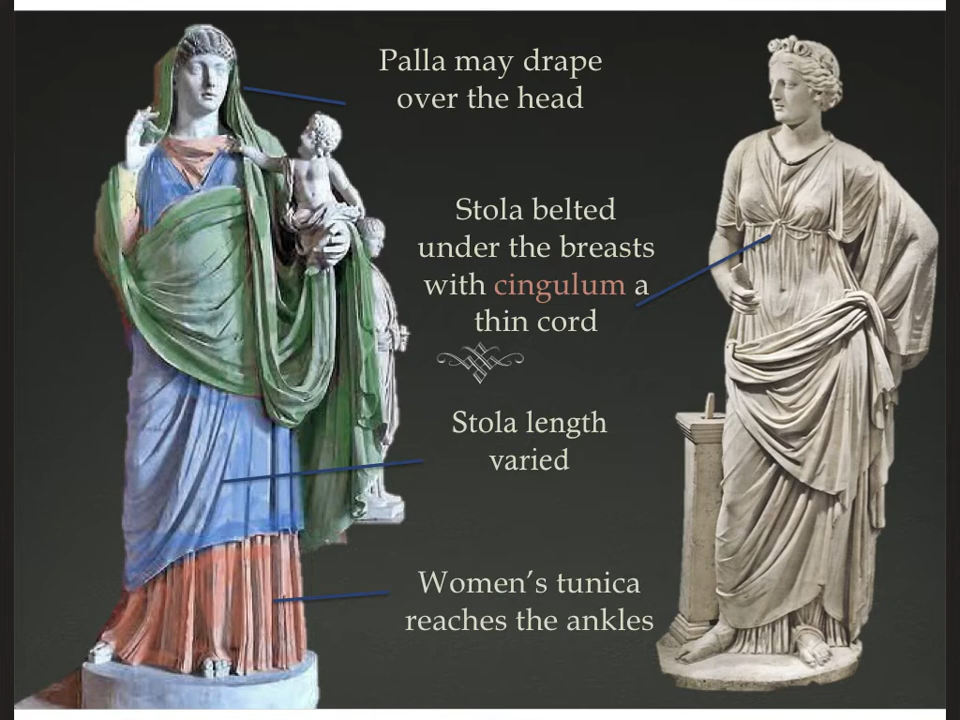 Palla may drape
over the head
Stola belted
under the breasts
with cingulum a
thin cord
Stola length
varied
Women’s tunica
reaches the ankles